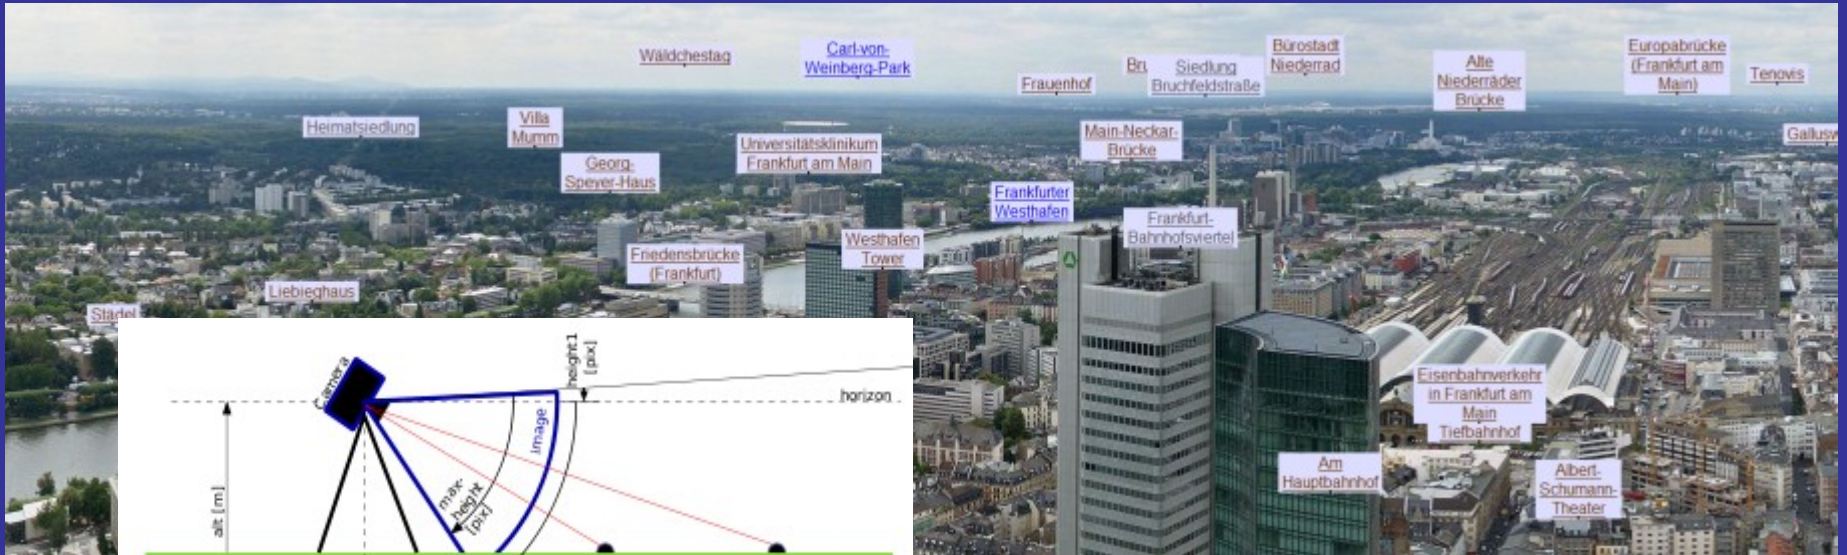 Wäldchestag
Carl-von-
Weinberg-Park
Frauenhof
Bru
Siedlung
Bruchfeldstraße
Bürostadt
Niederrad
Alte
Niederräder
Brücke
Europabrücke
(Frankfurt am
Main)
Tenovis
Heimatsiedlung
Villa
Mumm
Georg-
Speyer-Haus
Universitätsklinikum
Frankfurt am Main
Main-Neckar-
Brücke
Gallusw
Frankfurter
Westhafen
Frankfurt-
Bahnhofsviertel
Friedensbrücke
(Frankfurt)
Westhafen
Tower
Liebieghaus
Städel
Eisenbahnverkehr
in Frankfurt am
Main
Tiefbahnhof
Am
Hauptbahnhof
Albert-
Schumann-
Theater
Camera
height1
[pix]
horizon
image
max-
height
[pix]
alt [m]